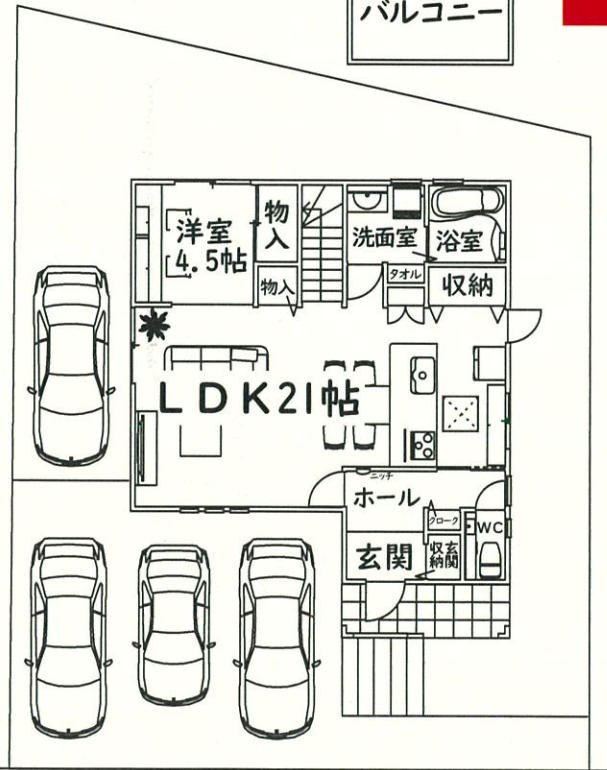 バルコニー
洋室
4.5帖
物入
物入
洗面室
浴室
タオル
収納
LDK21帖
ニッチ
ホール
クローク
WC
玄関
玄関収納